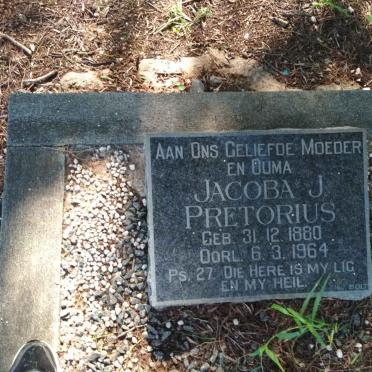 AAN ONS GELIEFDE MOEDER
EN OUMA
JACOBA J.
PRETORIUS
GEB. 31. 12. 1880
OORL. 6. 3. 1964
PS. 27. DIE HERE IS MY LIG
EN MY HEIL.